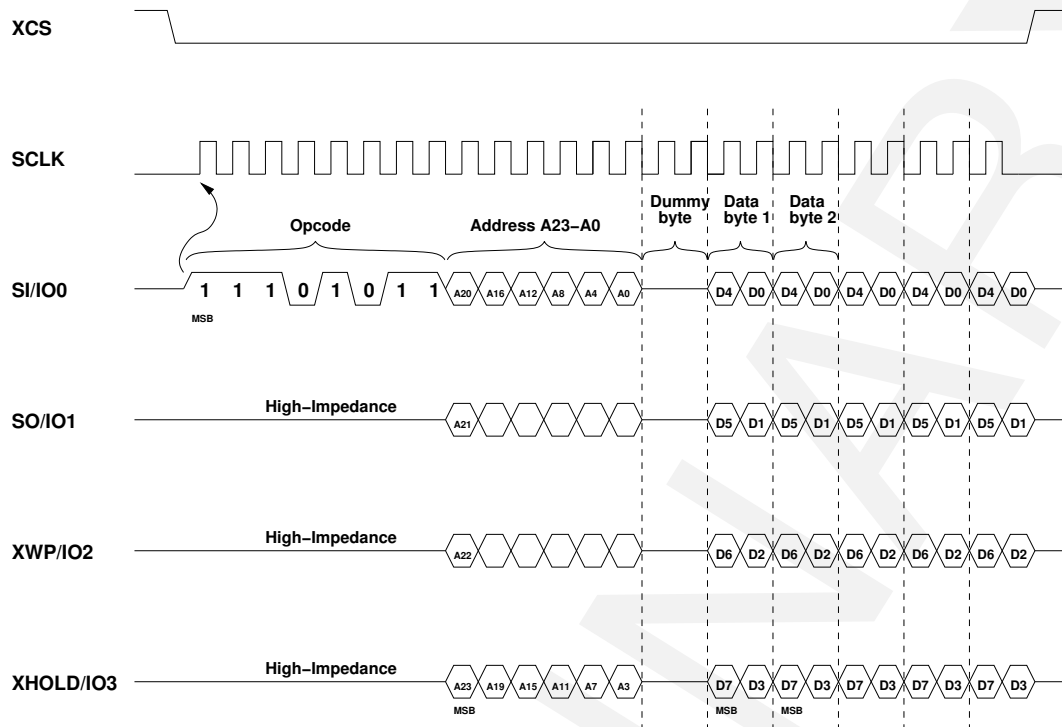 XCS
SCLK
Dummy byte
Data byte 1
Data byte 2
Opcode
Address A23–A0
SI/IO0
1 1 1 0 1 0 1 1 A20 A16 A12 A8 A4 A0 D4 D0 D4 D0 D4 D0 D4 D0 D4 D0
MSB
SO/IO1
High–Impedance
A21 D5 D1 D5 D1 D5 D1 D5 D1 D5 D1
XWP/IO2
High–Impedance
A22 D6 D2 D6 D2 D6 D2 D6 D2 D6 D2
XHOLD/IO3
High–Impedance
A23 A19 A15 A11 A7 A3 D7 D3 D7 D3 D7 D3 D7 D3 D7 D3
MSB MSB MSB